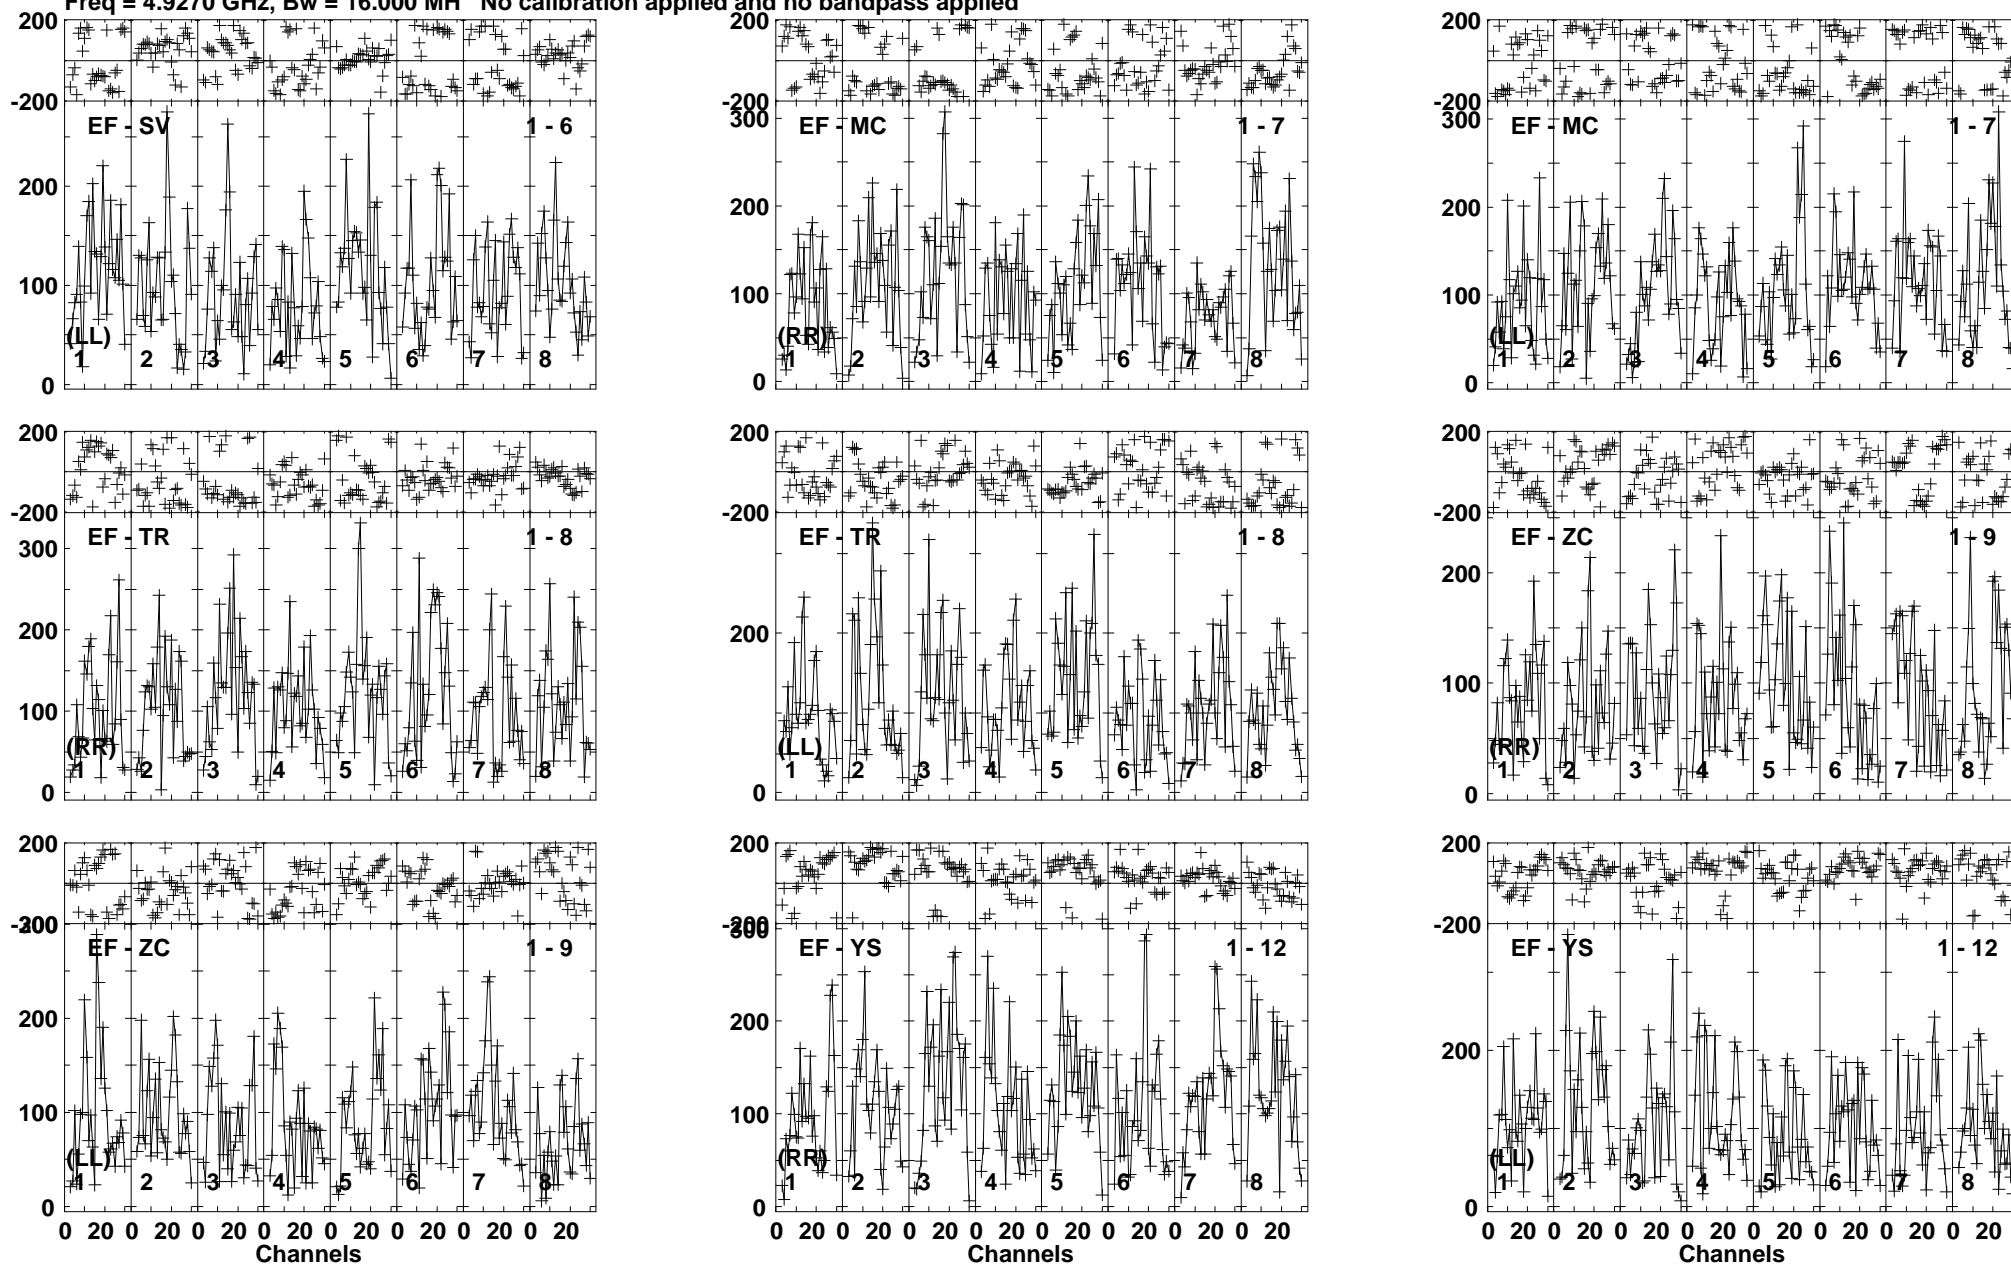 Freq = 4.9270 GHz, Bw = 16.000 MH No calibration applied and no bandpass applied
200 200 200
-200 -200 -200
EF - SV 1 - 6 EF - MC 1 - 7 EF - MC 1 - 7
300 300
200 200 200
100 100 100
(LL) (RR) (LL)
1 2 3 4 5 6 7 8 1 2 3 4 5 6 7 8 1 2 3 4 5 6 7 8
0 0 0
200 200 200
-200 -200 -200
EF - TR 1 - 8 EF - TR 1 - 8 EF - ZC 1 - 9
300
200 200 200
100 100
(RR) (LL) (RR)
1 2 3 4 5 6 7 8 1 2 3 4 5 6 7 8 1 2 3 4 5 6 7 8
0 0 0
200 200 200
-200 -200 -200
300 300
EF - ZC 1 - 9 EF - YS 1 - 12 EF - YS 1 - 12
200 200 200
100 100
(LL) (RR) (LL)
1 2 3 4 5 6 7 8 1 2 3 4 5 6 7 8 1 2 3 4 5 6 7 8
0 0 0
0 20 0 20 0 20 0 20 0 20 0 20 0 20 0 20 0 20 0 20 0 20 0 20 0 20 0 20 0 20 0 20 0 20 0 20 0 20 0 20 0 20 0 20 0 20 0 20
Channels Channels Channels